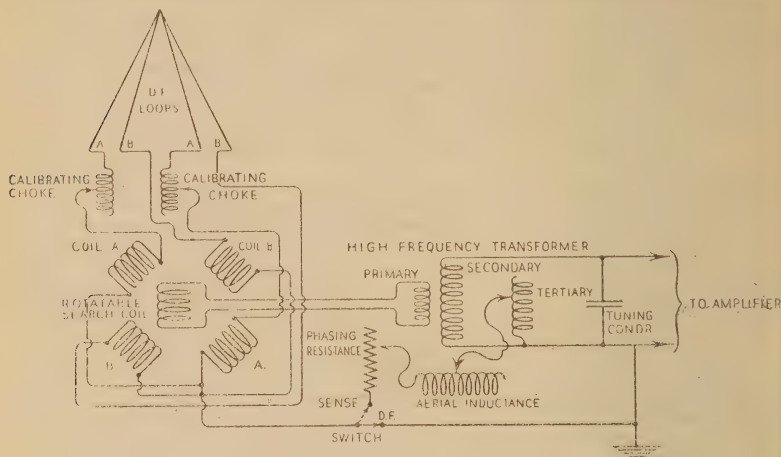 D.F.
LOOPS
A B A B
CALIBRATING
CHOKE
CALIBRATING
CHOKE
COIL A
COIL B
HIGH FREQUENCY TRANSFORMER
PRIMARY
SECONDARY
TERTIARY
ROTATABLE
SEARCH COIL
TUNING
CONDR
TO AMPLIFIER
PHASING
RESISTANCE
B
A.
AERIAL INDUCTANCE
SENSE
D.F.
SWITCH